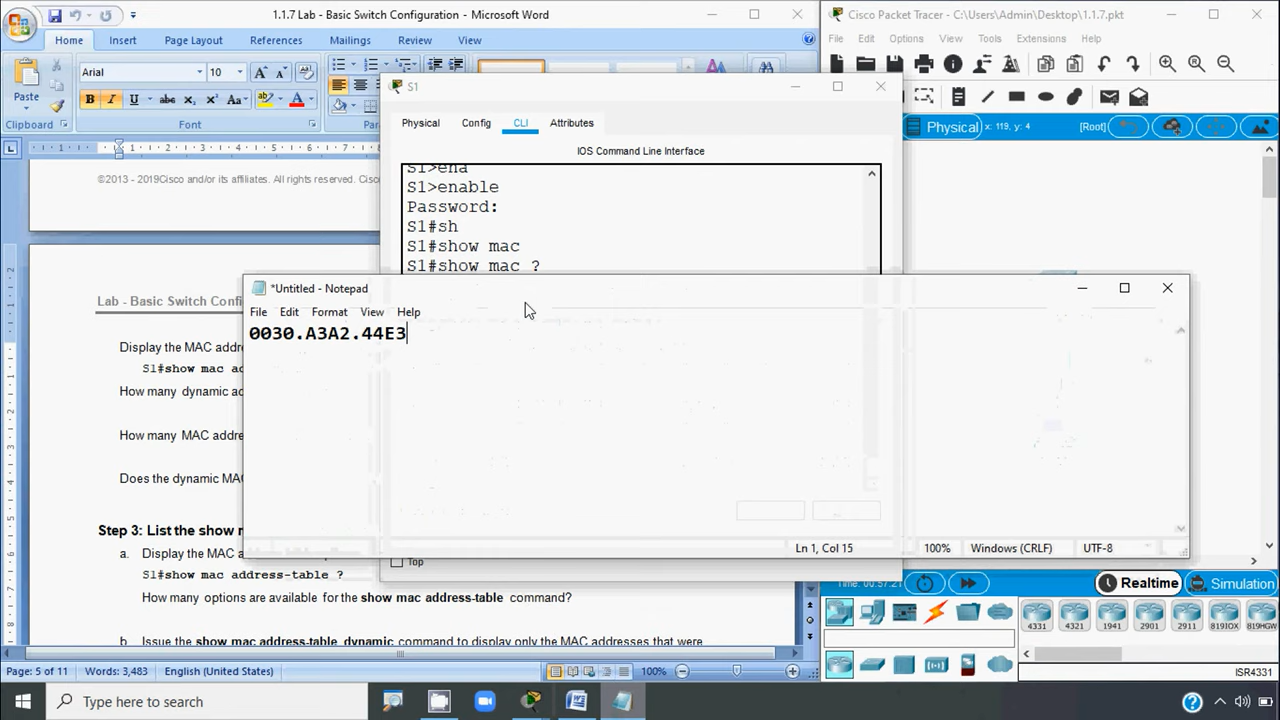 1.1.7 Lab - Basic Switch Configuration - Microsoft Word
Home Insert Page Layout References Mailings Review View
Paste
Clipboard
Arial 10
B I U abc x₂ x² Aa
Font
©2013 - 2019Cisco and/or its affiliates. All rights reserved. Cisc
Lab - Basic Switch Confi
Display the MAC addre
S1#show mac ad
How many dynamic ad
How many MAC addre
Does the dynamic MAC
Step 3: List the show m
a. Display the MAC a
S1#show mac address-table ?
How many options are available for the show mac address-table command?
b Issue the show mac address-table dynamic command to display only the MAC addresses that were
Page: 5 of 11 Words: 3,483 English (United States) 100%
S1
Physical Config CLI Attributes
IOS Command Line Interface
S1>ena
S1>enable
Password:
S1#sh
S1#show mac
S1#show mac ?
Top
*Untitled - Notepad
File Edit Format View Help
0030.A3A2.44E3
Ln 1, Col 15 100% Windows (CRLF) UTF-8
Cisco Packet Tracer - C:\Users\Admin\Desktop\1.1.7.pkt
File Edit Options View Tools Extensions Help
Physical x: 119, y: 4 [Root]
Time: 00:57:21 Realtime Simulation
4331 4321 1941 2901 2911 819IOX 819HGW
ISR4331
Type here to search